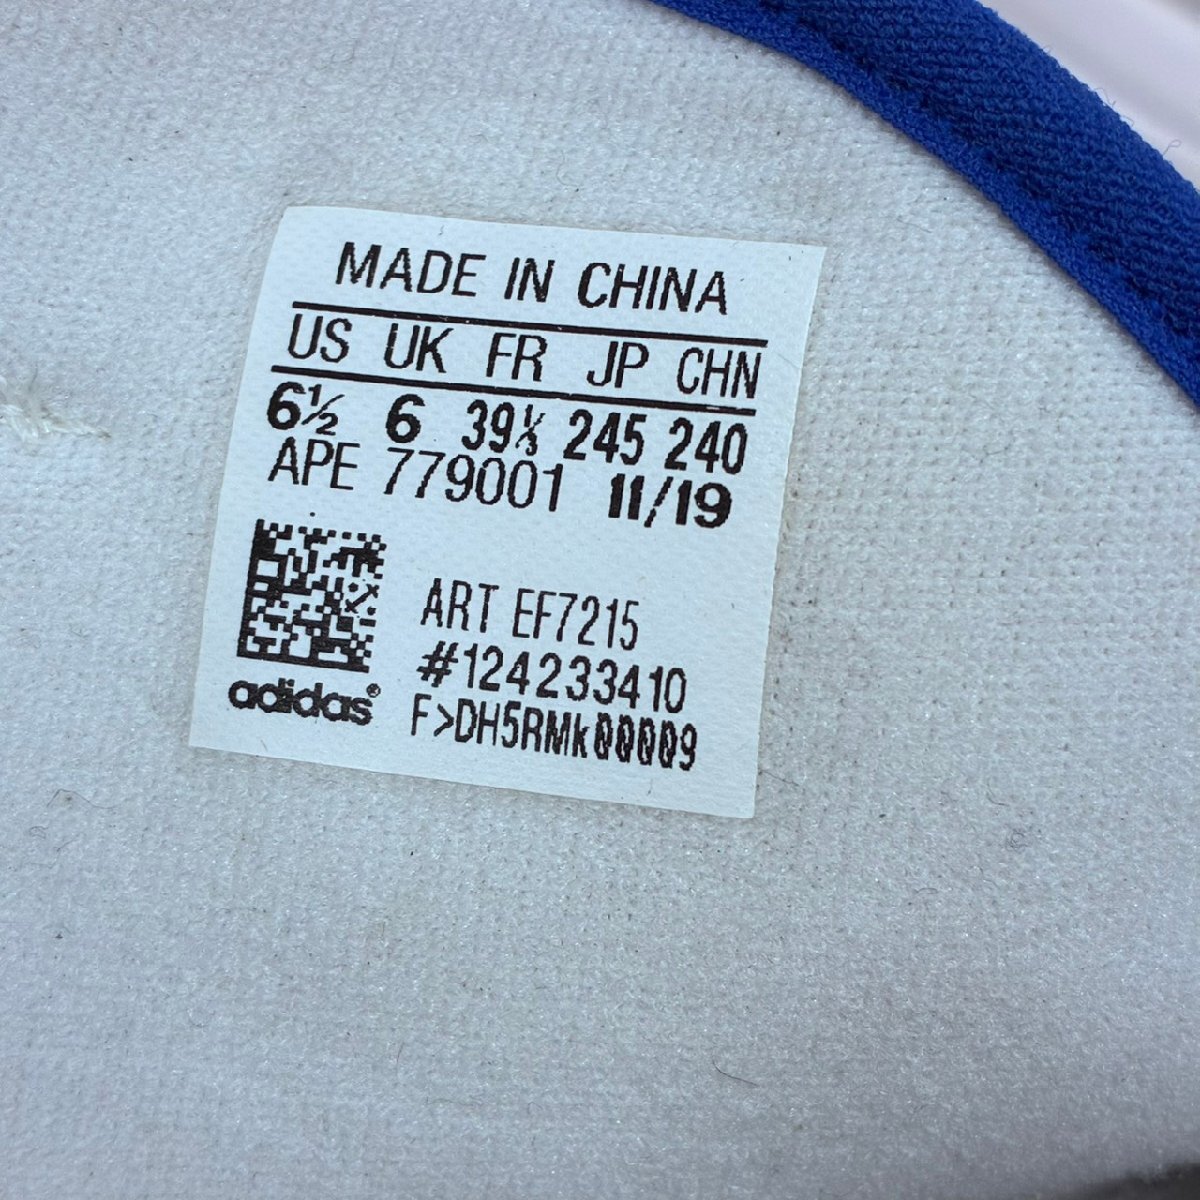 MADE IN CHINA
US UK FR JP CHN
6½ 6 39⅓ 245 240
APE 779001 11/19
ART EF7215
#124233410
adidas®
F>DH5RMk00009